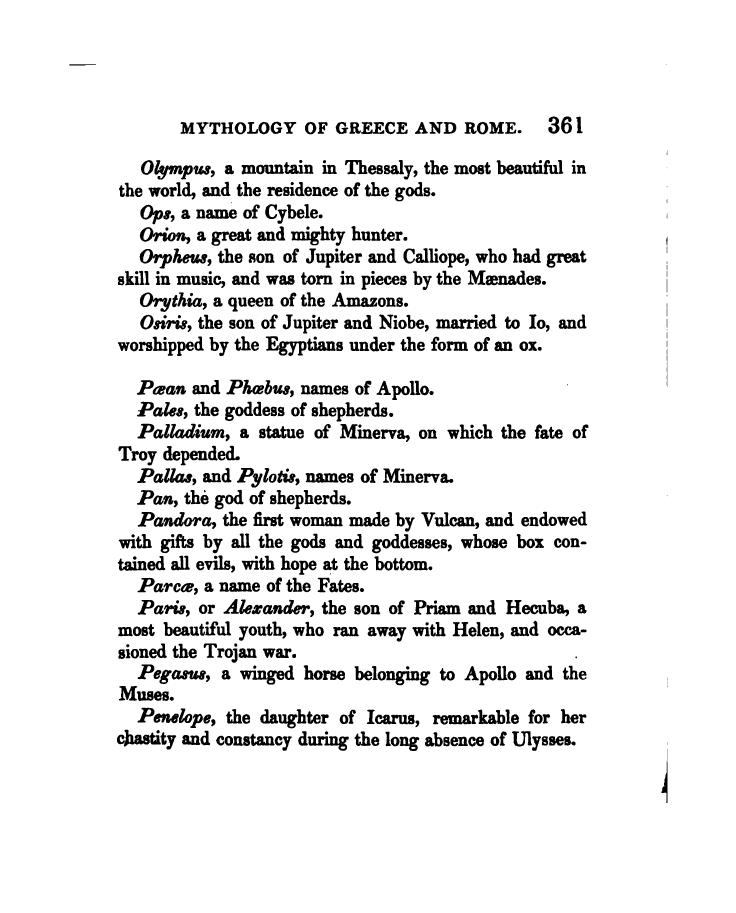 MYTHOLOGY OF GREECE AND ROME. 361
Olympus, a mountain in Thessaly, the most beautiful in
the world, and the residence of the gods.
Ops, a name of Cybele.
Orion, a great and mighty hunter.
Orpheus, the son of Jupiter and Calliope, who had great
skill in music, and was torn in pieces by the Mænades.
Orythia, a queen of the Amazons.
Osiris, the son of Jupiter and Niobe, married to Io, and
worshipped by the Egyptians under the form of an ox.
Pæan and Phœbus, names of Apollo.
Pales, the goddess of shepherds.
Palladium, a statue of Minerva, on which the fate of
Troy depended.
Pallas, and Pylotis, names of Minerva.
Pan, the god of shepherds.
Pandora, the first woman made by Vulcan, and endowed
with gifts by all the gods and goddesses, whose box con-
tained all evils, with hope at the bottom.
Parcæ, a name of the Fates.
Paris, or Alexander, the son of Priam and Hecuba, a
most beautiful youth, who ran away with Helen, and occa-
sioned the Trojan war.
Pegasus, a winged horse belonging to Apollo and the
Muses.
Penelope, the daughter of Icarus, remarkable for her
chastity and constancy during the long absence of Ulysses.